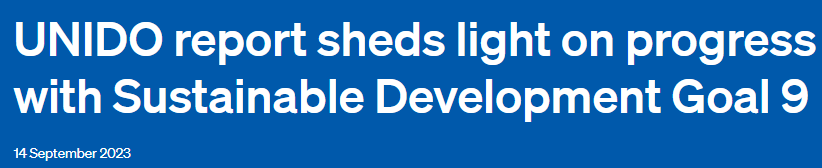 UNIDO report sheds light on progress
with Sustainable Development Goal 9
14 September 2023